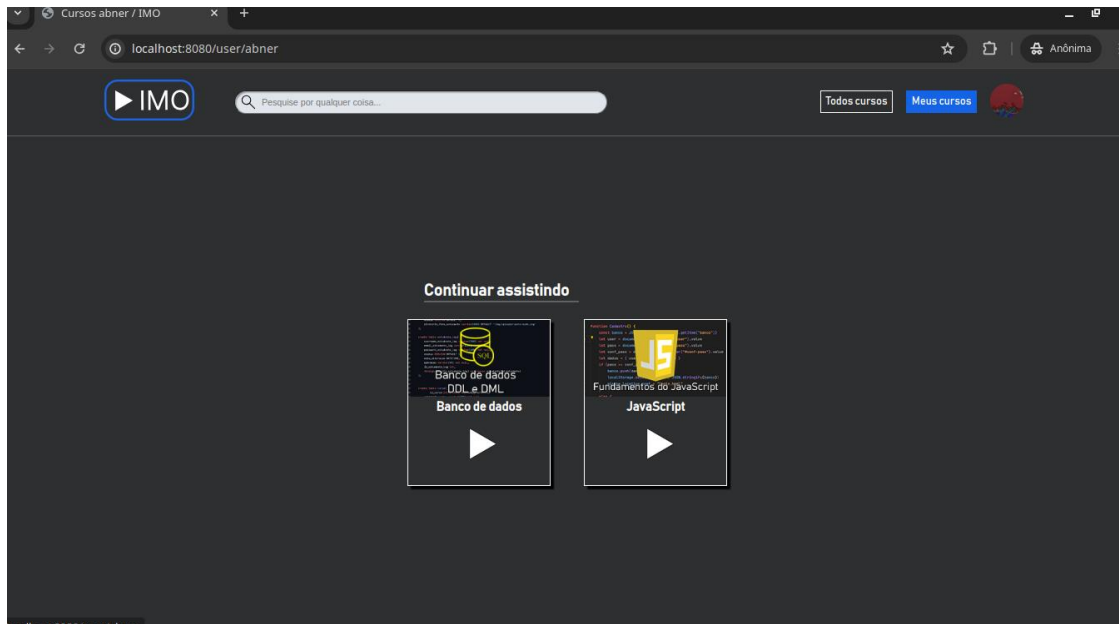 Cursos abner / IMO
localhost:8080/user/abner
Anônima
IMO
Pesquise por qualquer coisa...
Todos cursos
Meus cursos
Continuar assistindo
SQL
Banco de dados
DDL e DML
Banco de dados
JS
Fundamentos do JavaScript
JavaScript